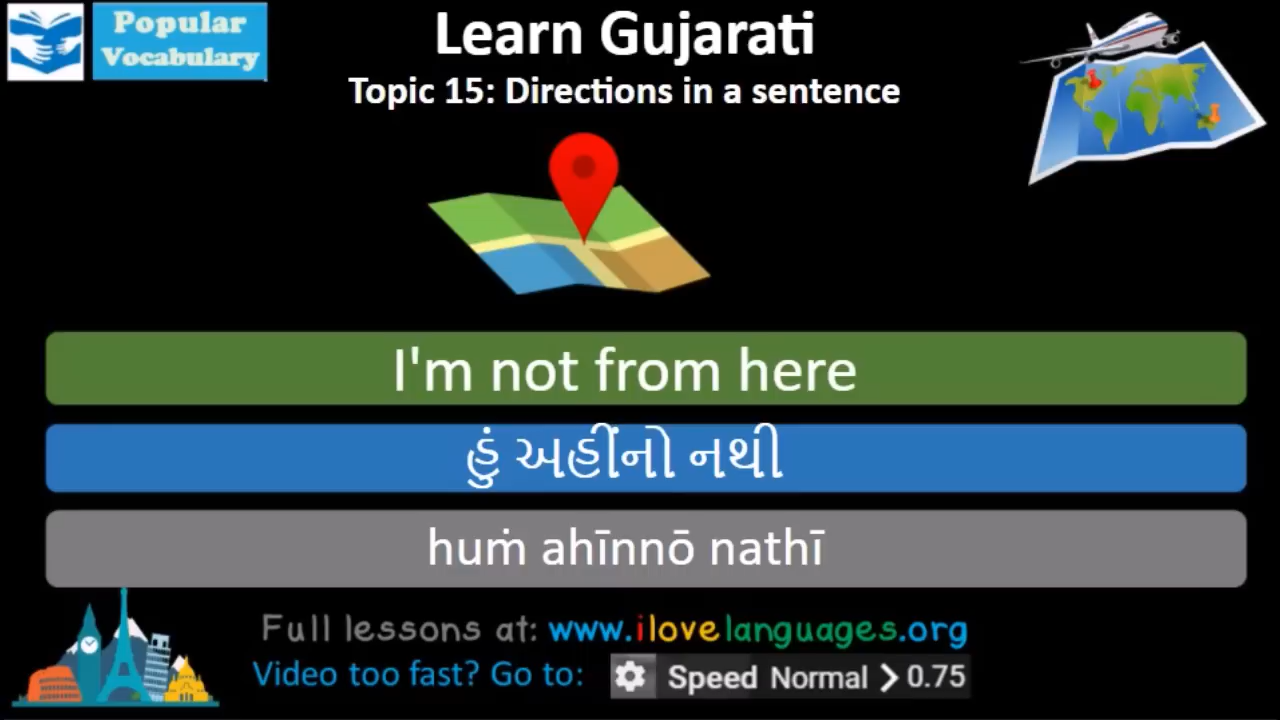 Popular
Vocabulary
Learn Gujarati
Topic 15: Directions in a sentence
I'm not from here
હું અહીંનો નથી
huṁ ahīnnō nathī
Full lessons at: www.ilovelanguages.org
Video too fast? Go to: Speed Normal > 0.75